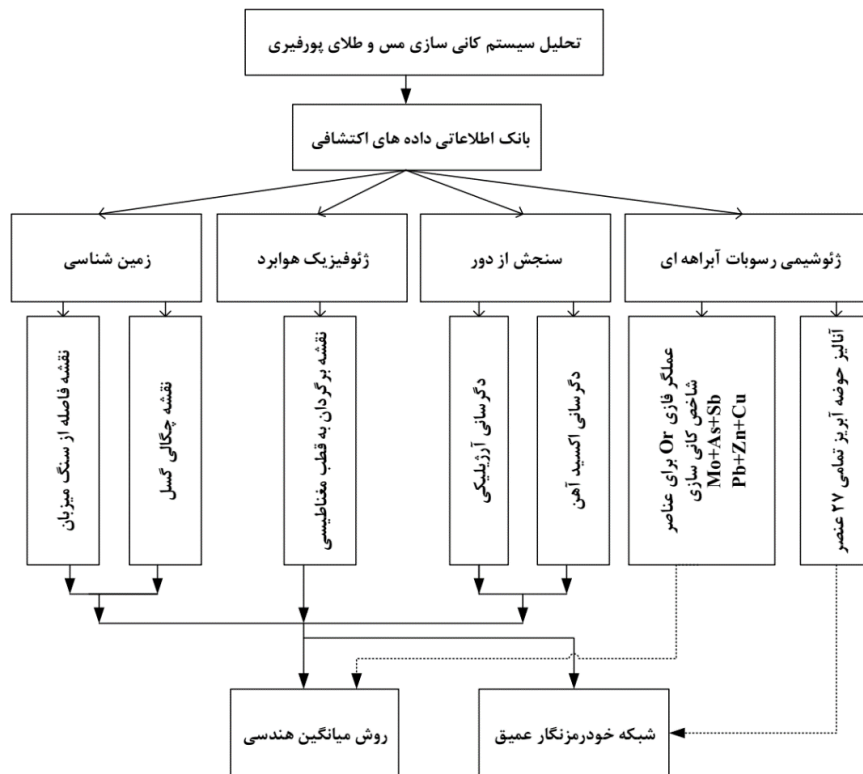 تحلیل سیستم کانی سازی مس و طلای پورفیری
بانک اطلاعاتی داده های اکتشافی
ژئوشیمی رسوبات آبراهه ای
سنجش از دور
ژئوفیزیک هوابرد
زمین شناسی
آنالیز حوضه آبریز تمامی ۲۷ عنصر
عملگر فازی Or برای عناصر
شاخص کانی سازی
Mo+As+Sb
Pb+Zn+Cu
دگرسانی اکسید آهن
دگرسانی آرژیلیکی
نقشه برگردان به قطب مغناطیسی
نقشه چگالی گسل
نقشه فاصله از سنگ میزبان
شبکه خودرمزنگار عمیق
روش میانگین هندسی